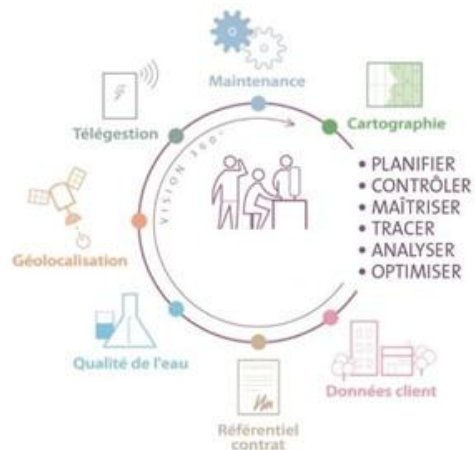 Maintenance
Télégestion
Cartographie
VISION 360°
• PLANIFIER
• CONTRÔLER
• MAÎTRISER
• TRACER
• ANALYSER
• OPTIMISER
Géolocalisation
Qualité de l'eau
Données client
Référentiel
contrat